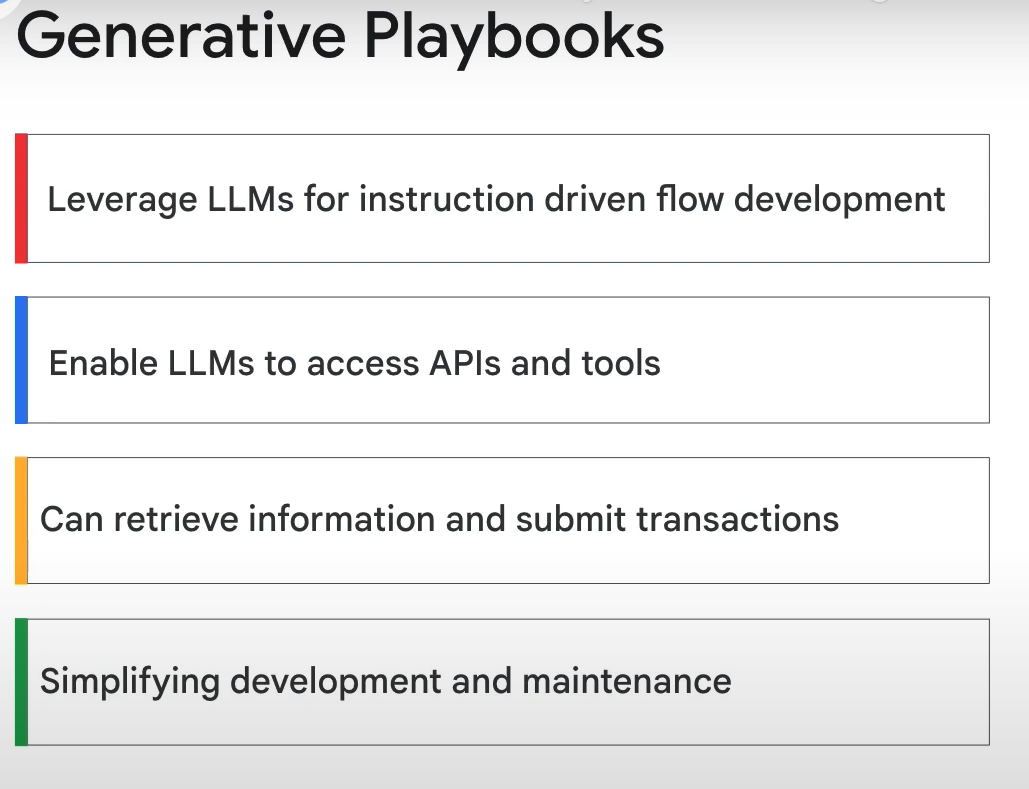 Generative Playbooks
Leverage LLMs for instruction driven flow development
Enable LLMs to access APIs and tools
Can retrieve information and submit transactions
Simplifying development and maintenance